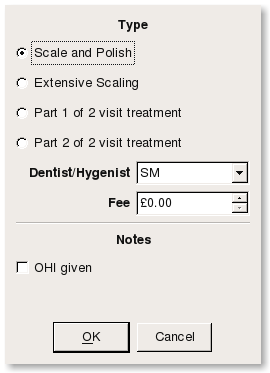 Type
Scale and Polish
Extensive Scaling
Part 1 of 2 visit treatment
Part 2 of 2 visit treatment
Dentist/Hygenist SM
Fee £0.00
Notes
OHI given
OK Cancel